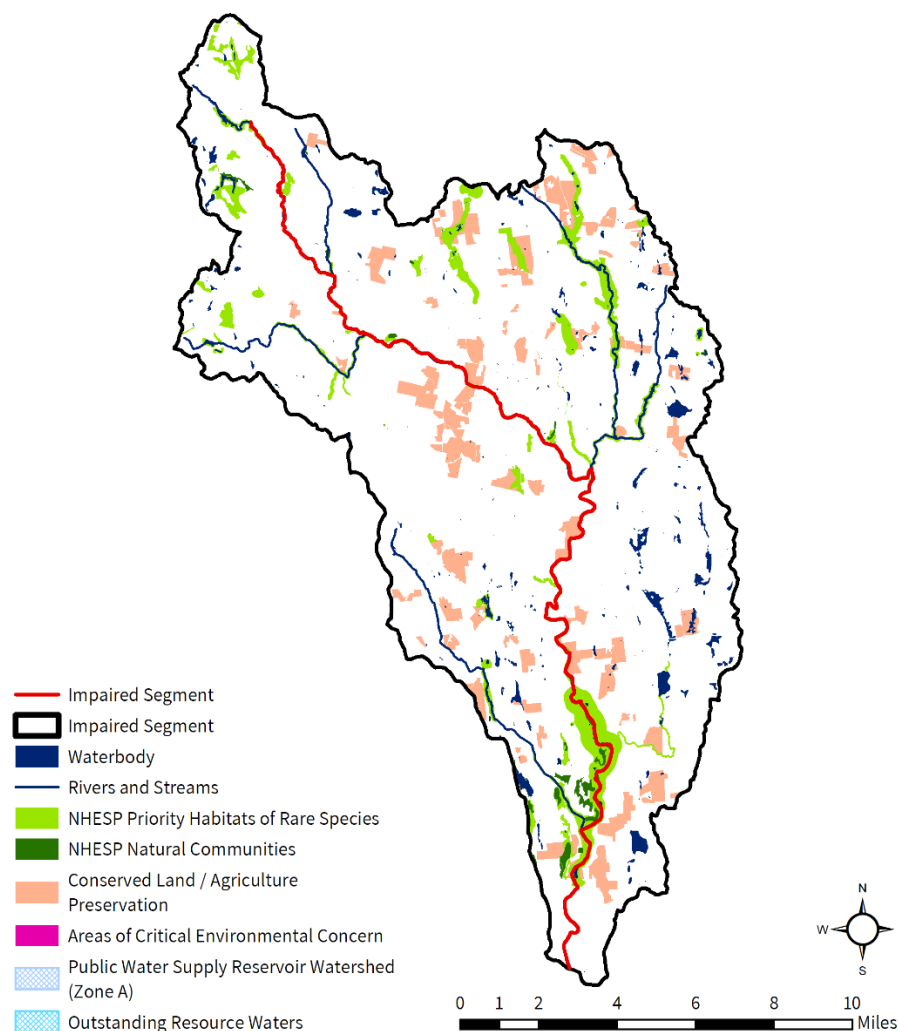 Impaired Segment
Impaired Segment
Waterbody
Rivers and Streams
NHESP Priority Habitats of Rare Species
NHESP Natural Communities
Conserved Land / Agriculture
Preservation
Areas of Critical Environmental Concern
Public Water Supply Reservoir Watershed
(Zone A)
Outstanding Resource Waters
N
W E
S
0 1 2 4 6 8 10
Miles